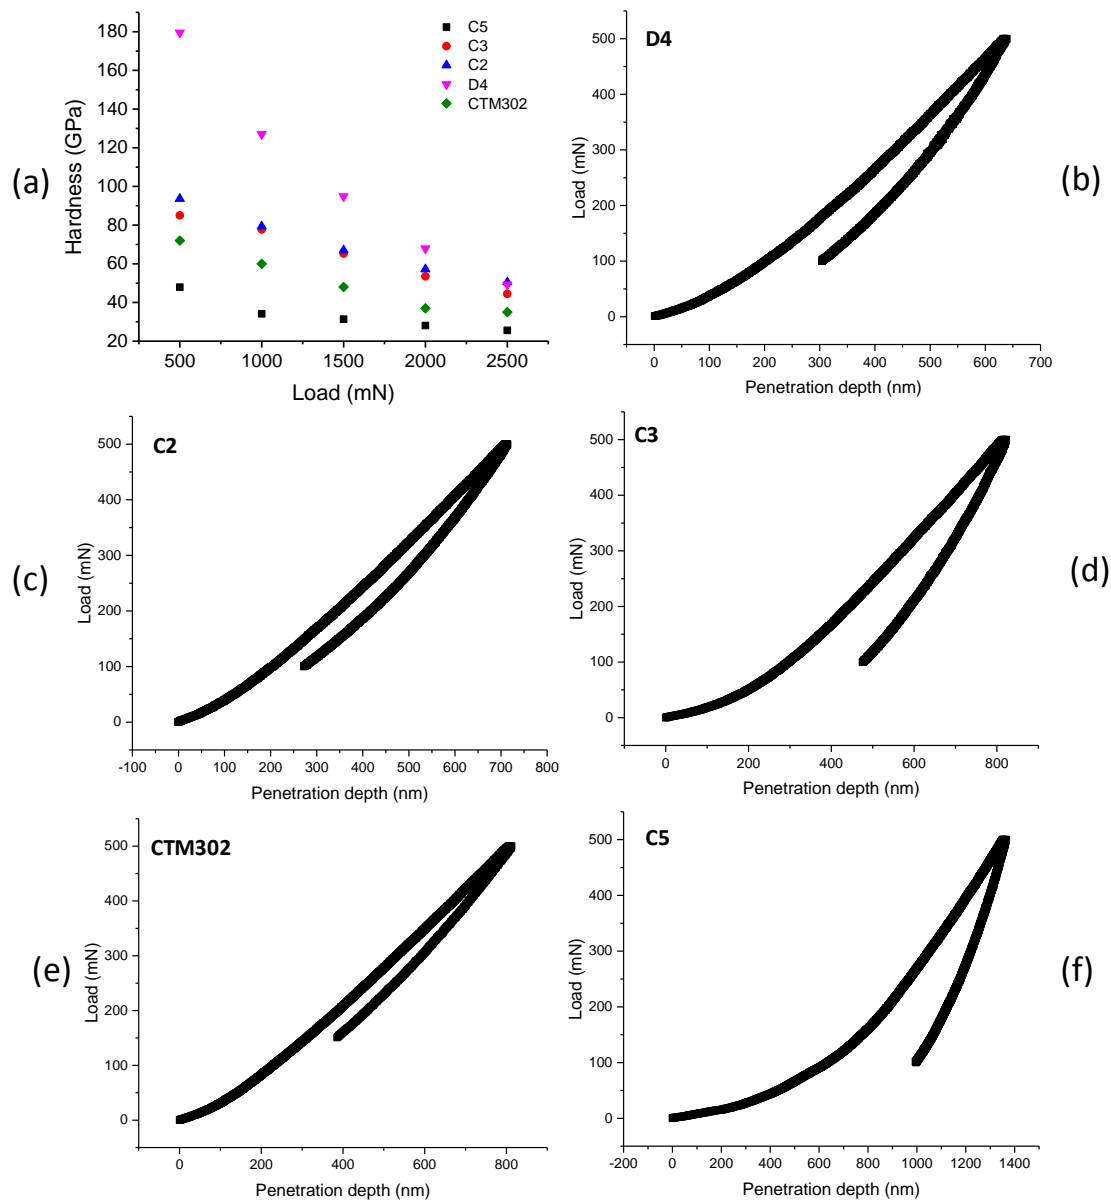 (a)
Hardness (GPa)
180
160
140
120
100
80
60
40
20
500 1000 1500 2000 2500
Load (mN)
C5
C3
C2
D4
CTM302
(b)
D4
Load (mN)
500
400
300
200
100
0
0 100 200 300 400 500 600 700
Penetration depth (nm)
(c)
C2
Load (mN)
500
400
300
200
100
0
-100 0 100 200 300 400 500 600 700 800
Penetration depth (nm)
(d)
C3
Load (mN)
500
400
300
200
100
0
0 200 400 600 800
Penetration depth (nm)
(e)
CTM302
Load (mN)
500
400
300
200
100
0
0 200 400 600 800
Penetration depth (nm)
(f)
C5
Load (mN)
500
400
300
200
100
0
-200 0 200 400 600 800 1000 1200 1400
Penetration depth (nm)